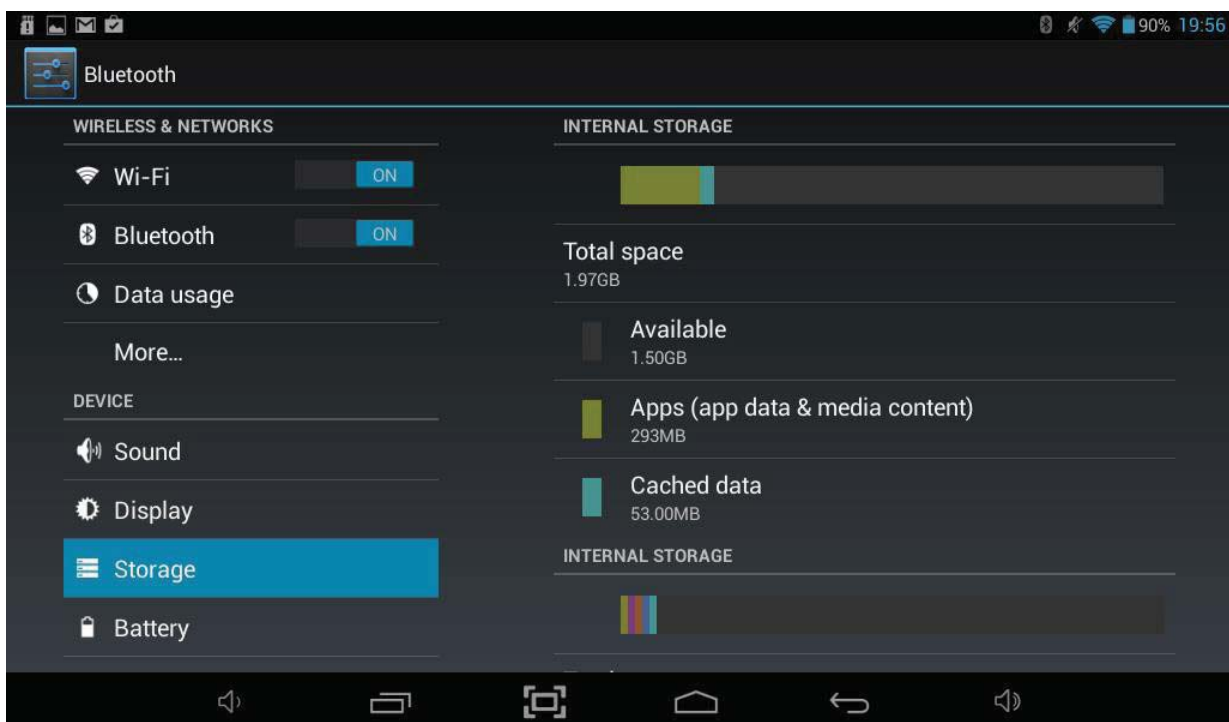 90% 19:56
Bluetooth
WIRELESS & NETWORKS
Wi-Fi ON
Bluetooth ON
Data usage
More...
DEVICE
Sound
Display
Storage
Battery
INTERNAL STORAGE
Total space
1.97GB
Available
1.50GB
Apps (app data & media content)
293MB
Cached data
53.00MB
INTERNAL STORAGE